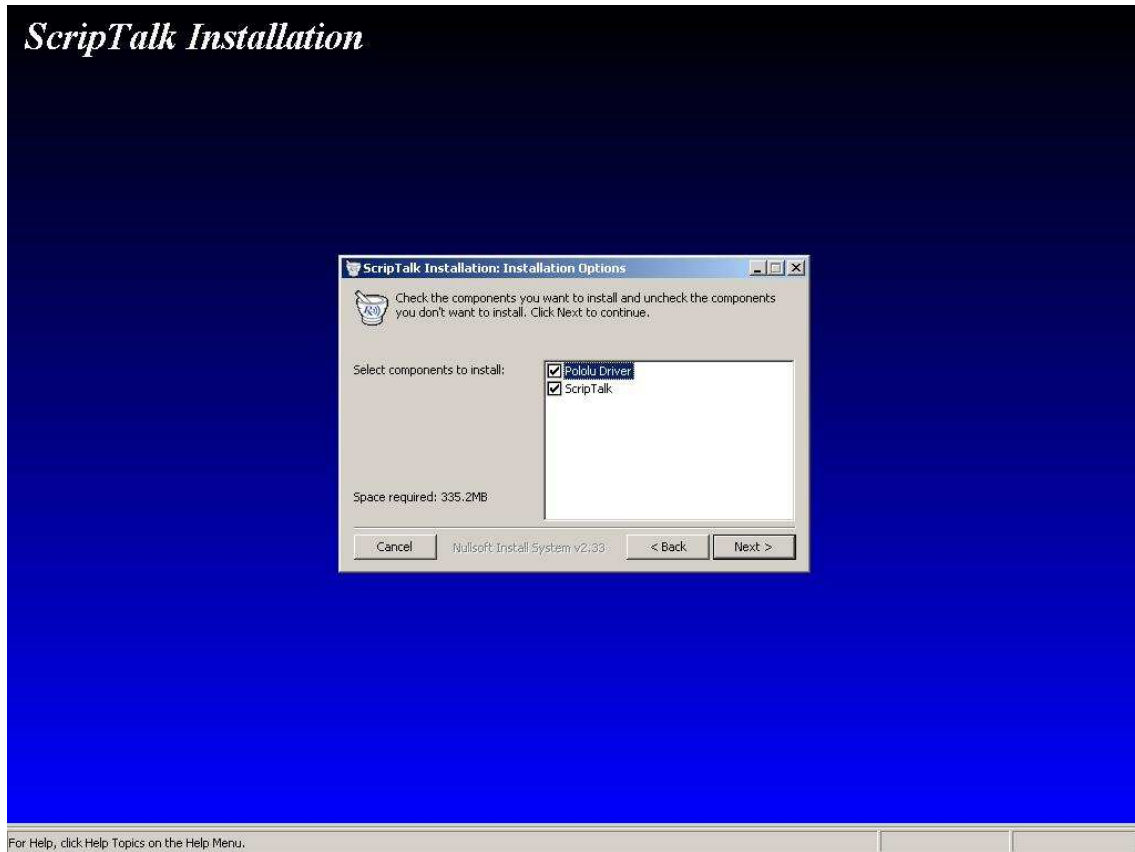 ScripTalk Installation
ScripTalk Installation: Installation Options
Check the components you want to install and uncheck the components
you don't want to install. Click Next to continue.
Select components to install:
Pololu Driver
ScripTalk
Space required: 335.2MB
Cancel
Nullsoft Install System v2.33
< Back
Next >
For Help, click Help Topics on the Help Menu.